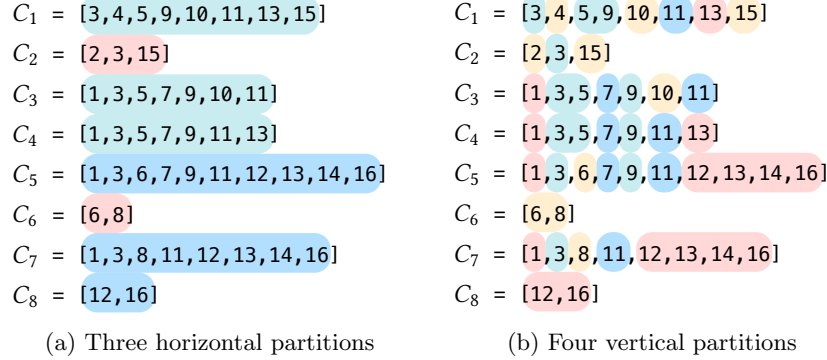 C1 = [3,4,5,9,10,11,13,15]
C2 = [2,3,15]
C3 = [1,3,5,7,9,10,11]
C4 = [1,3,5,7,9,11,13]
C5 = [1,3,6,7,9,11,12,13,14,16]
C6 = [6,8]
C7 = [1,3,8,11,12,13,14,16]
C8 = [12,16]
(a) Three horizontal partitions
C1 = [3,4,5,9,10,11,13,15]
C2 = [2,3,15]
C3 = [1,3,5,7,9,10,11]
C4 = [1,3,5,7,9,11,13]
C5 = [1,3,6,7,9,11,12,13,14,16]
C6 = [6,8]
C7 = [1,3,8,11,12,13,14,16]
C8 = [12,16]
(b) Four vertical partitions